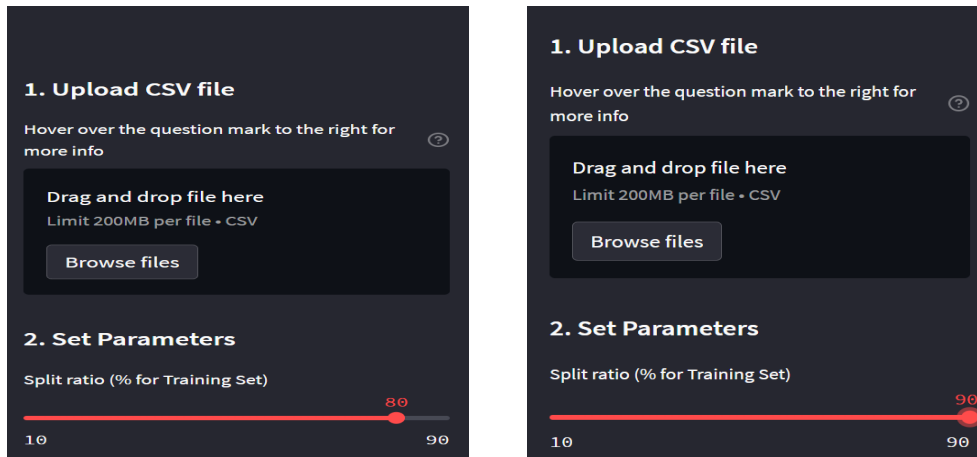 1. Upload CSV file
Hover over the question mark to the right for
more info
?
Drag and drop file here
Limit 200MB per file • CSV
Browse files
2. Set Parameters
Split ratio (% for Training Set)
80
10 90
1. Upload CSV file
Hover over the question mark to the right for
more info
?
Drag and drop file here
Limit 200MB per file • CSV
Browse files
2. Set Parameters
Split ratio (% for Training Set)
90
10 90